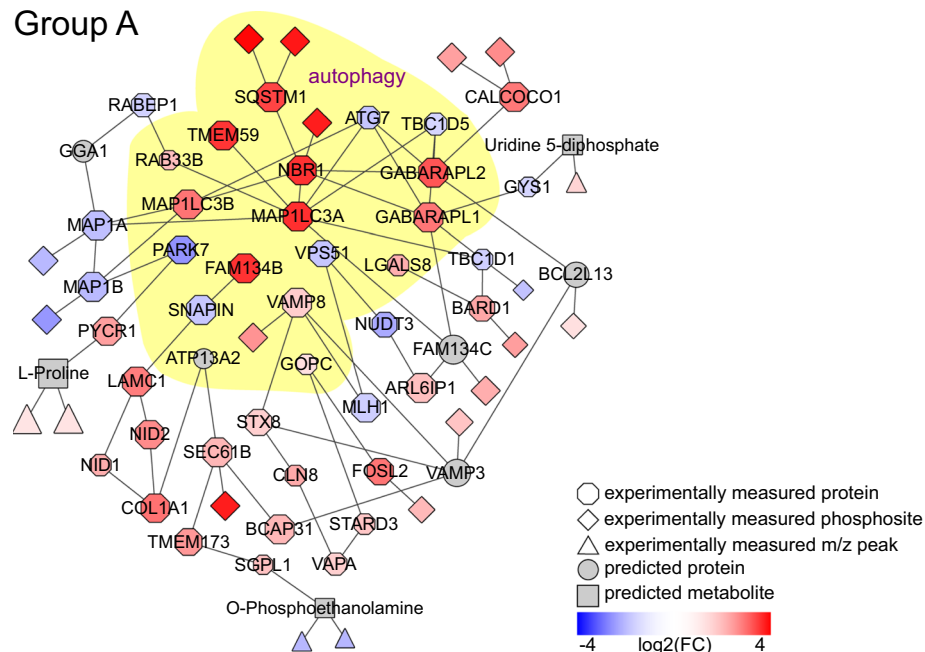 Group A
autophagy
SQSTM1
CALCOCO1
RABEP1
ATG7
TBC1D5
TMEM59
Uridine 5-diphosphate
GGA1
RAB33B
NBR1
GABARAPL2
GYS1
MAP1LC3B
MAP1LC3A
GABARAPL1
MAP1A
PARK7
VPS51
FAM134B
LGALS8
TBC1D1
BCL2L13
MAP1B
SNAPIN
VAMP8
BARD1
PYCR1
NUDT3
FAM134C
ATP13A2
GOPC
L-Proline
LAMC1
ARL6IP1
MLH1
STX8
NID2
SEC61B
NID1
CLN8
FOSL2
VAMP3
COL1A1
BCAP31
STARD3
TMEM173
SGPL1
VAPA
O-Phosphoethanolamine
experimentally measured protein
experimentally measured phosphosite
experimentally measured m/z peak
predicted protein
predicted metabolite
-4 log2(FC) 4